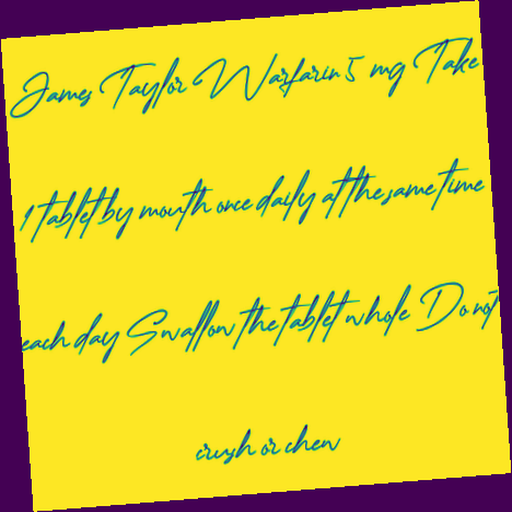 James Taylor Warfarin 5 mg Take
1 tablet by mouth once daily at the same time
each day Swallow the tablet whole Do not
crush or chew